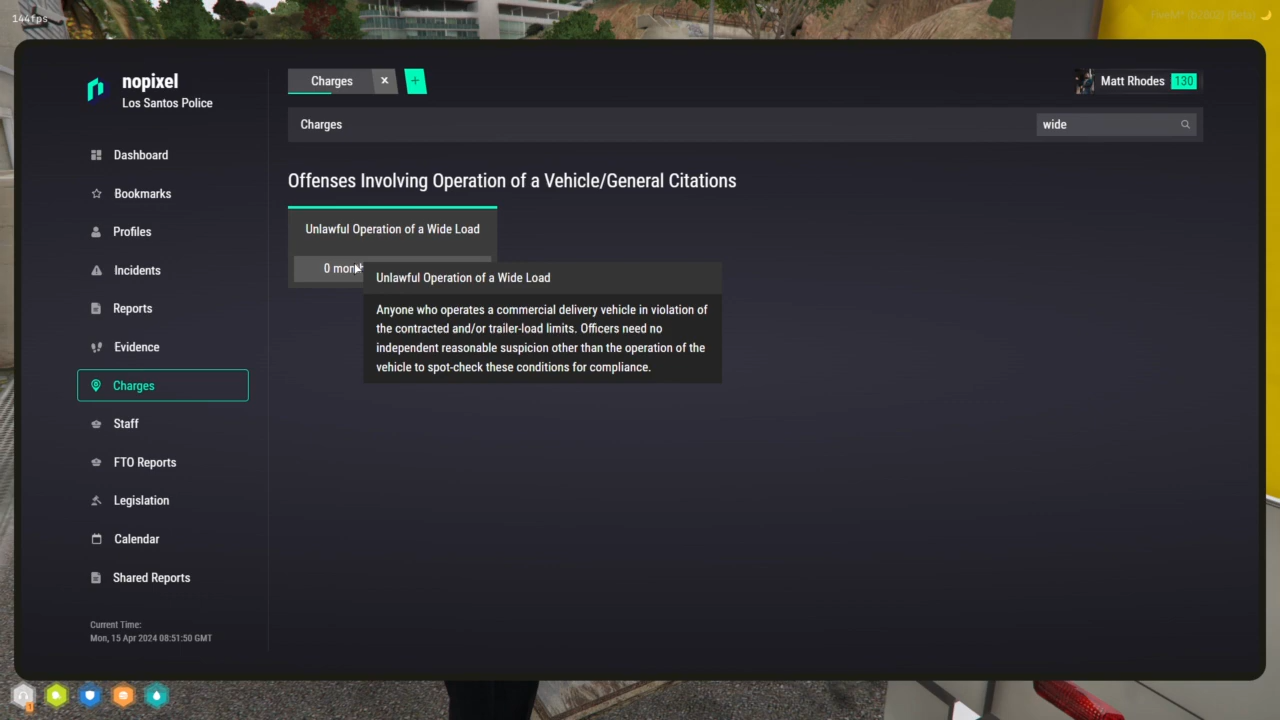 144fps
nopixel
Los Santos Police
Charges
Matt Rhodes 130
Charges
wide
Dashboard
Bookmarks
Profiles
Incidents
Reports
Evidence
Charges
Staff
FTO Reports
Legislation
Calendar
Shared Reports
Current Time:
Mon, 15 Apr 2024 08:51:50 GMT
Offenses Involving Operation of a Vehicle/General Citations
Unlawful Operation of a Wide Load
0 mon
Unlawful Operation of a Wide Load
Anyone who operates a commercial delivery vehicle in violation of
the contracted and/or trailer-load limits. Officers need no
independent reasonable suspicion other than the operation of the
vehicle to spot-check these conditions for compliance.